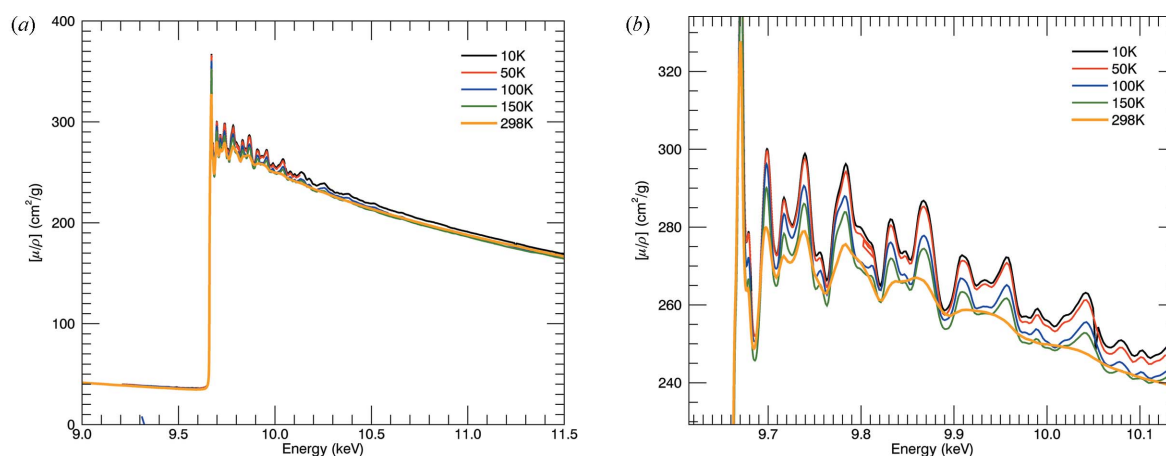 (a)
400
300
200
100
0
[μ/ρ] (cm²/g)
10K
50K
100K
150K
298K
9.0
9.5
10.0
10.5
11.0
11.5
Energy (keV)
(b)
320
300
280
260
240
[μ/ρ] (cm²/g)
10K
50K
100K
150K
298K
9.7
9.8
9.9
10.0
10.1
Energy (keV)